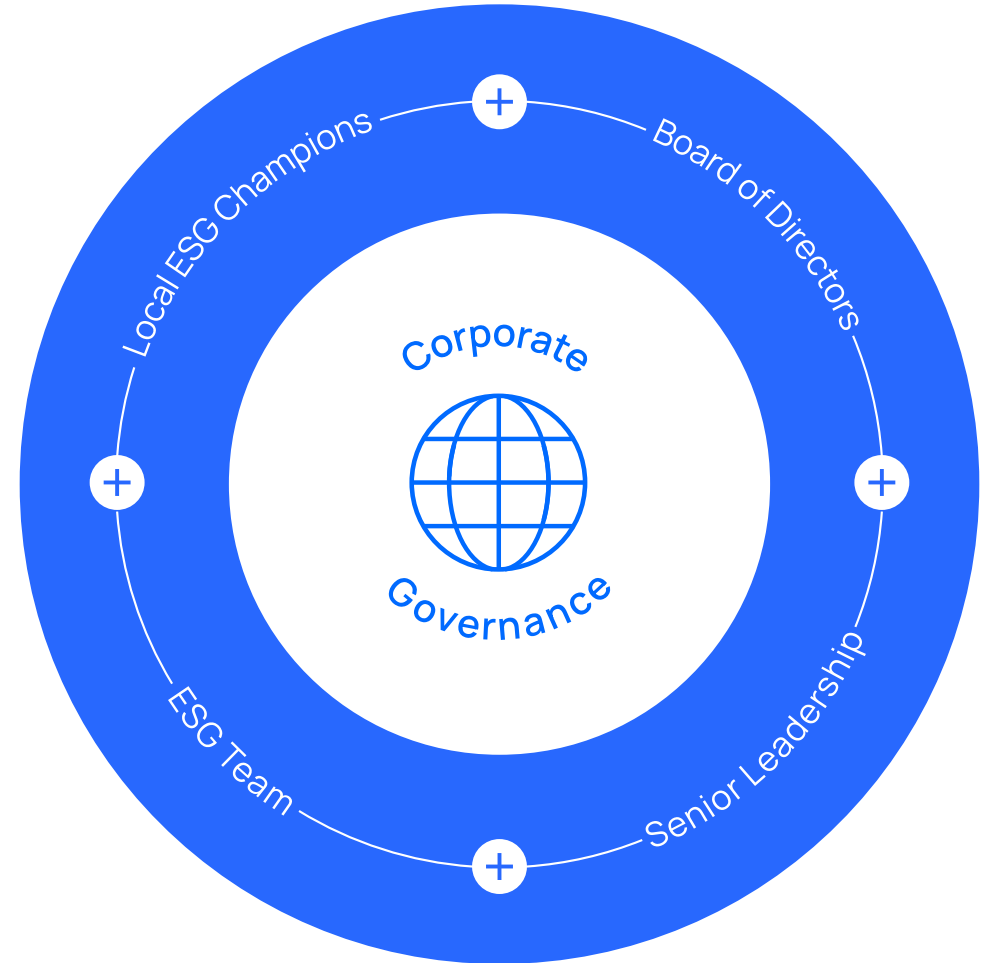 Corporate
Governance
Board of Directors
Senior Leadership
ESG Team
Local ESG Champions